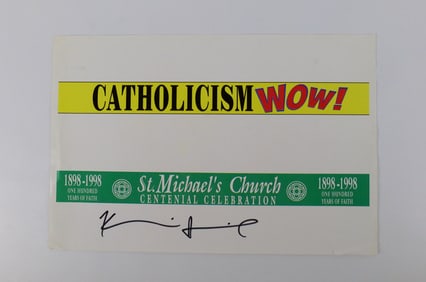 CATHOLICISM WOW!
1898-1998
ONE HUNDRED
YEARS OF FAITH
St. Michael's Church
CENTENIAL CELEBRATION
1898-1998
ONE HUNDRED
YEARS OF FAITH